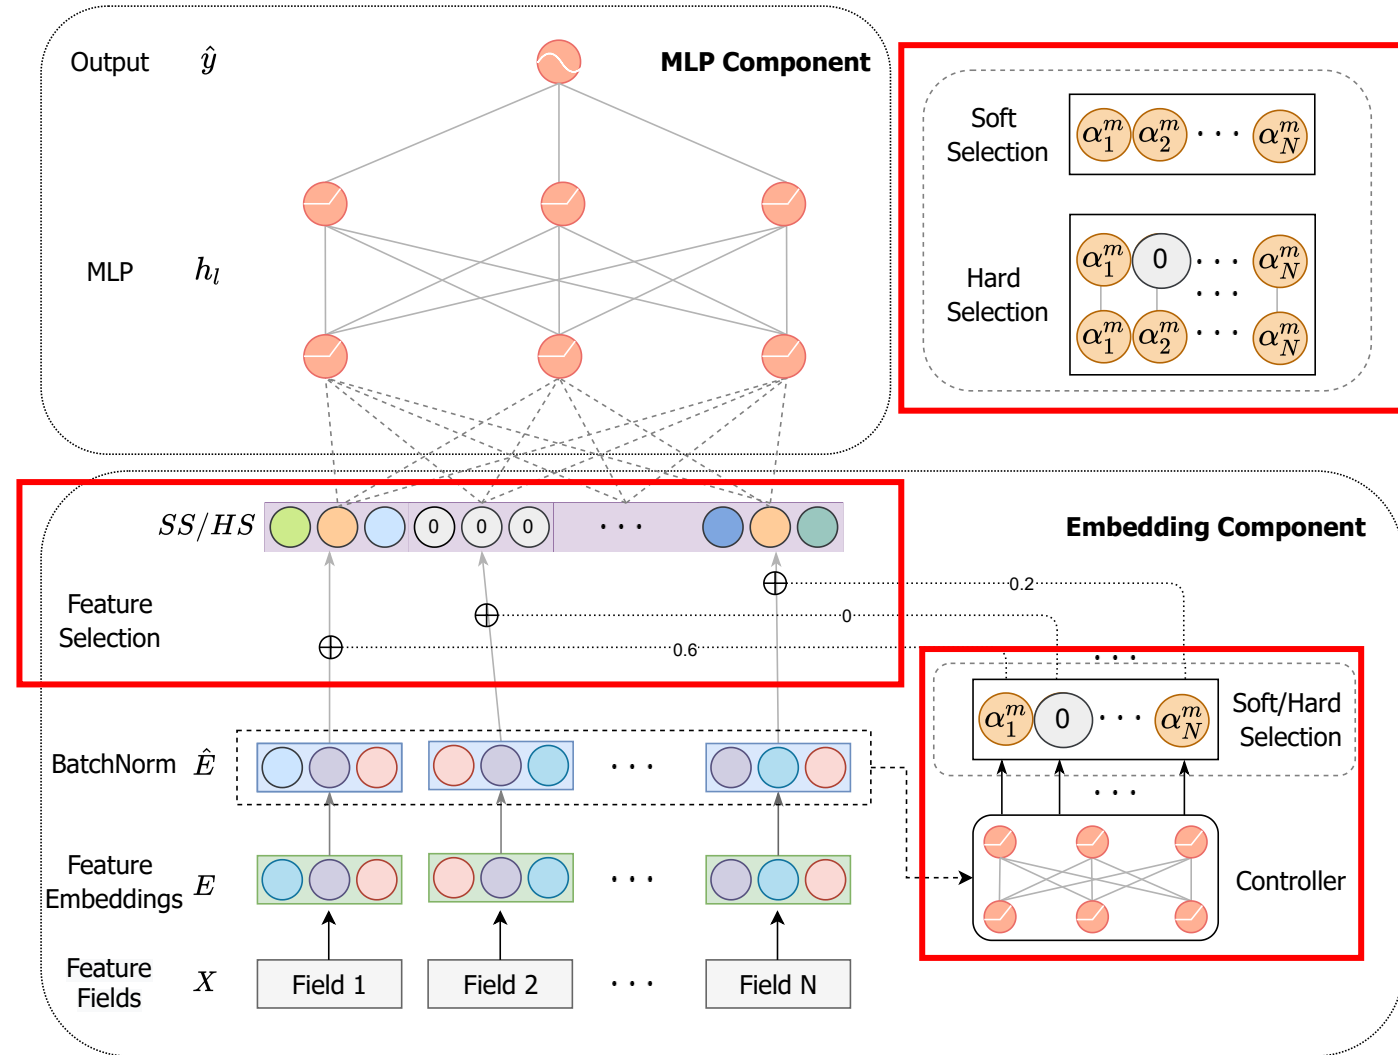 Output ŷ
MLP Component
MLP h_l
Soft
Selection
α_1^m α_2^m · · · α_N^m
Hard
Selection
α_1^m 0 · · · α_N^m
· · ·
α_1^m α_2^m · · · α_N^m
SS/HS
0 0 0 · · ·
Embedding Component
Feature
Selection
0.2
0
0.6
· · ·
α_1^m 0 · · · α_N^m
Soft/Hard
Selection
BatchNorm Ê
· · ·
· · ·
Feature
Embeddings E
· · ·
Controller
Feature
Fields X
Field 1 Field 2 · · · Field N